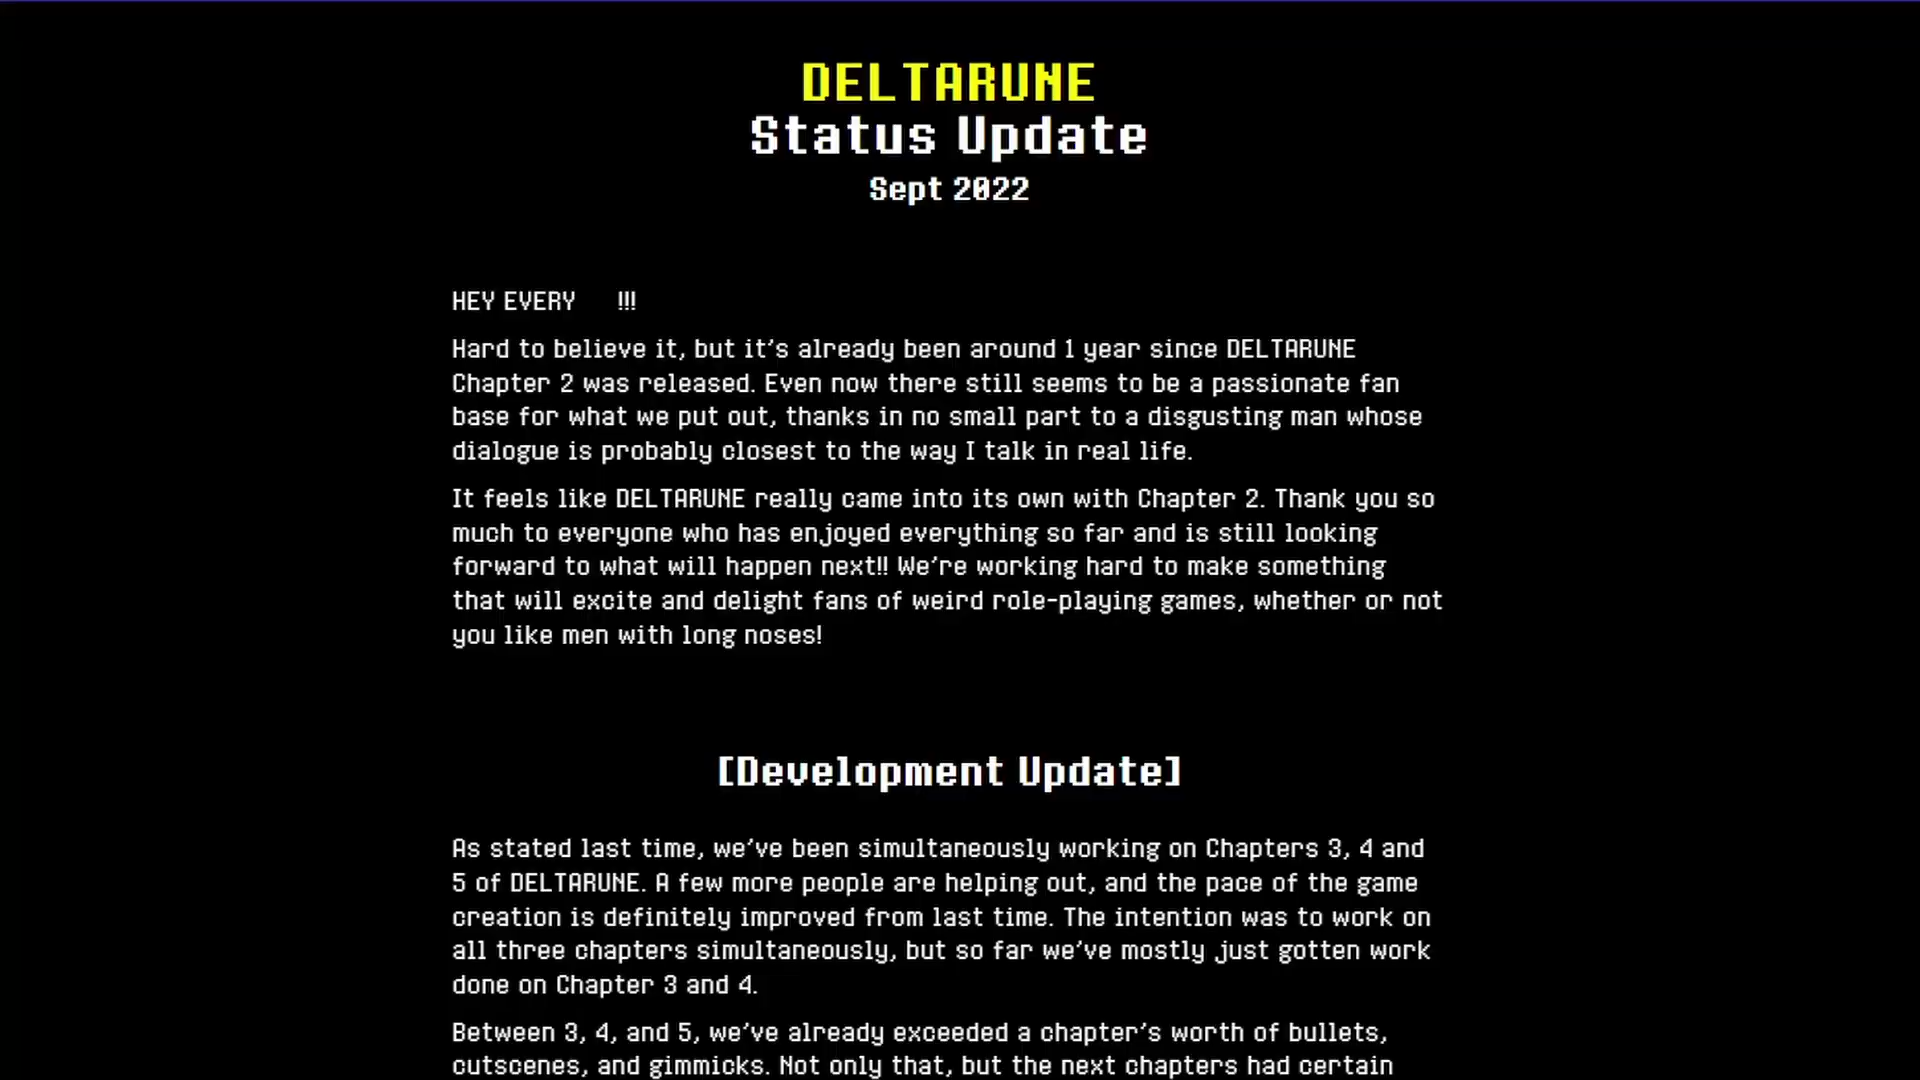 DELTARUNE
Status Update
Sept 2022
HEY EVERY !!!
Hard to believe it, but it's already been around 1 year since DELTARUNE
Chapter 2 was released. Even now there still seems to be a passionate fan
base for what we put out, thanks in no small part to a disgusting man whose
dialogue is probably closest to the way I talk in real life.
It feels like DELTARUNE really came into its own with Chapter 2. Thank you so
much to everyone who has enjoyed everything so far and is still looking
forward to what will happen next!! We're working hard to make something
that will excite and delight fans of weird role-playing games, whether or not
you like men with long noses!
[Development Update]
As stated last time, we've been simultaneously working on Chapters 3, 4 and
5 of DELTARUNE. A few more people are helping out, and the pace of the game
creation is definitely improved from last time. The intention was to work on
all three chapters simultaneously, but so far we've mostly just gotten work
done on Chapter 3 and 4.
Between 3, 4, and 5, we've already exceeded a chapter's worth of bullets,
cutscenes, and gimmicks. Not only that, but the next chapters had certain